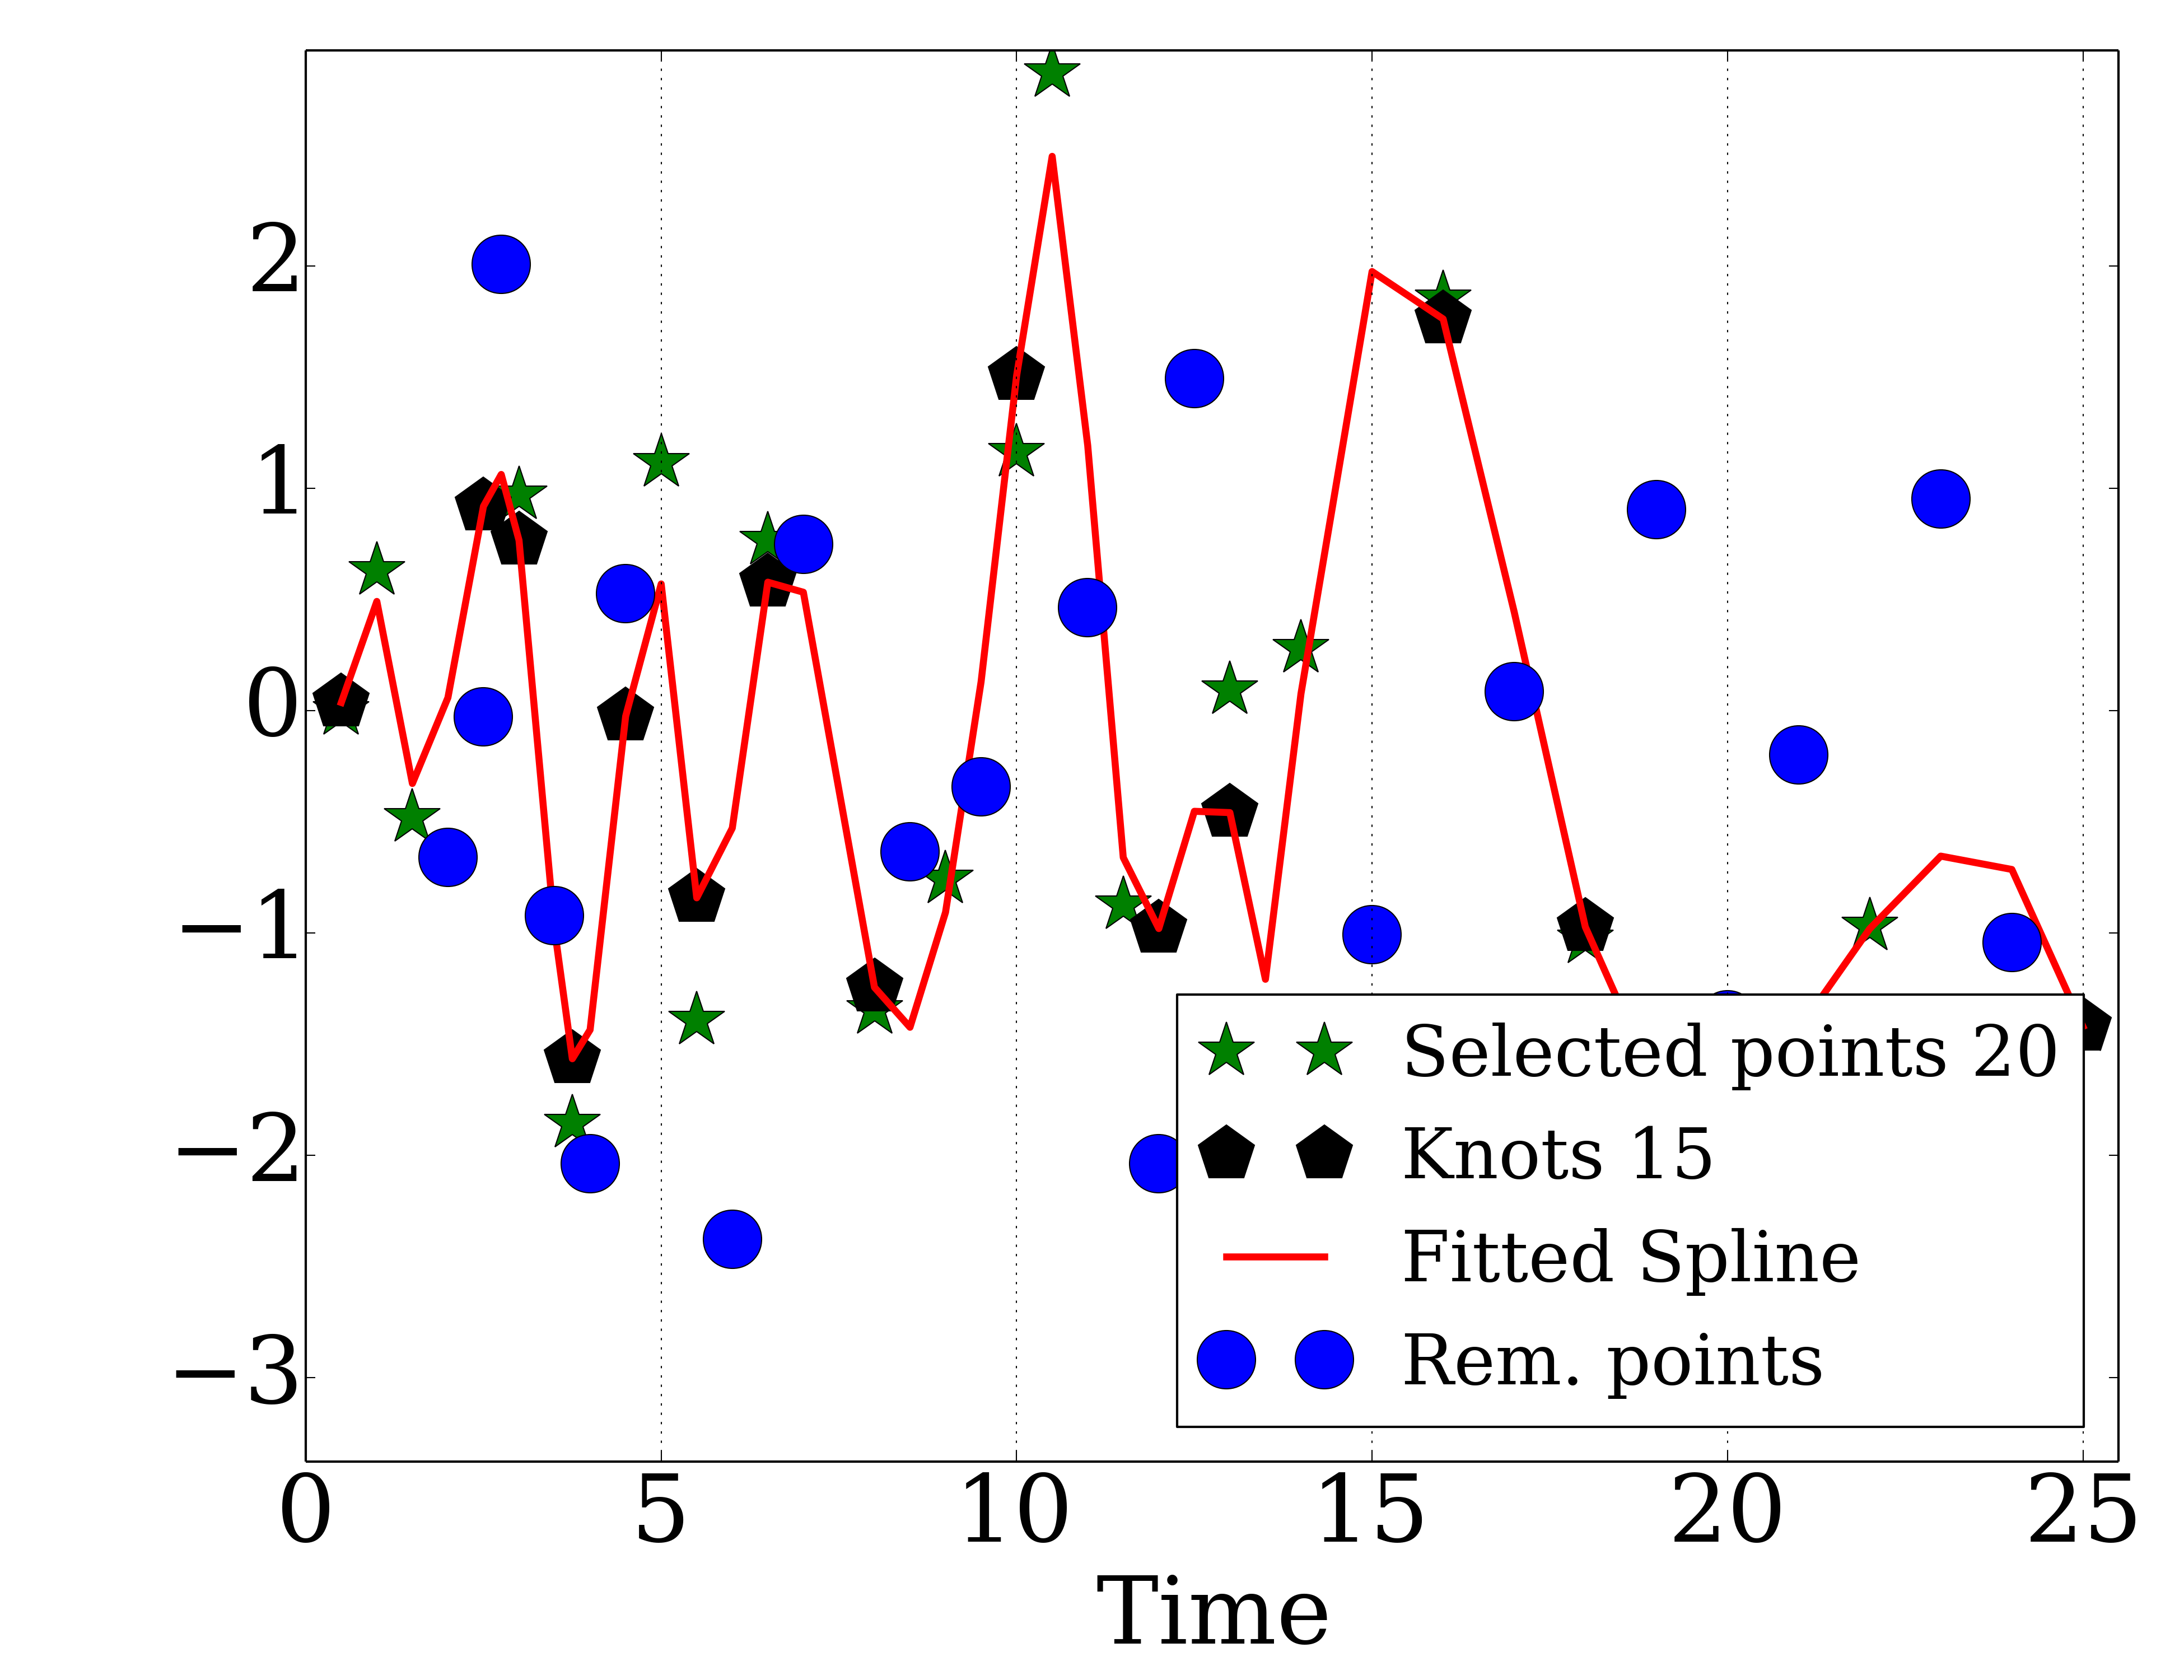 2
1
0
−1
−2
−3
0 5 10 15 20 25
Time
Selected points 20
Knots 15
Fitted Spline
Rem. points